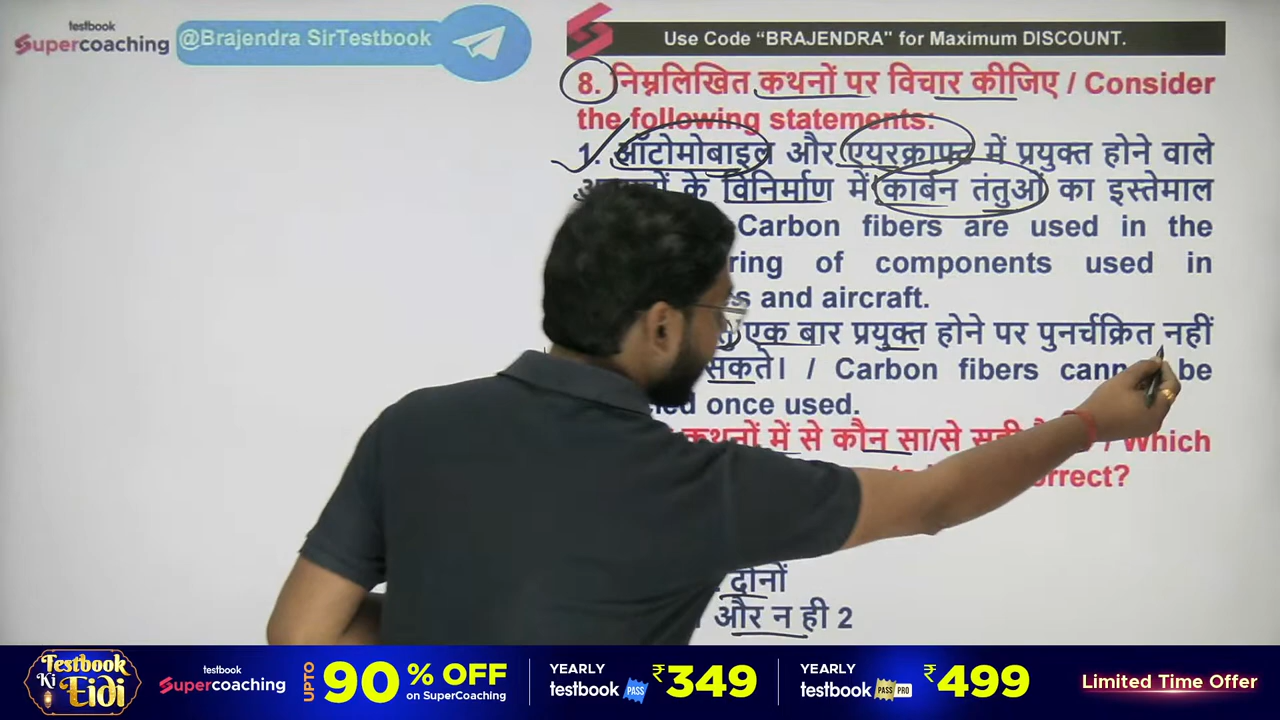 testbook
Supercoaching
@Brajendra SirTestbook
Use Code “BRAJENDRA" for Maximum DISCOUNT.
8. निम्नलिखित कथनों पर विचार कीजिए / Consider
the following statements:
1. ऑटोमोबाइल और एयरक्राफ्ट में प्रयुक्त होने वाले
के विनिर्माण में कार्बन तंतुओं का इस्तेमाल
Carbon fibers are used in the
ring of components used in
s and aircraft.
एक बार प्रयुक्त होने पर पुनर्चक्रित नहीं
सकते। / Carbon fibers be
once used.
कथनों में से कौन सा/से / Which
orrect?
दोनों
और न ही 2
Testbook
Ki
Eidi
testbook
Supercoaching
UPTO 90 % OFF
on SuperCoaching
YEARLY
testbook PASS
₹349
YEARLY
testbook PASS PRO
₹499
Limited Time Offer